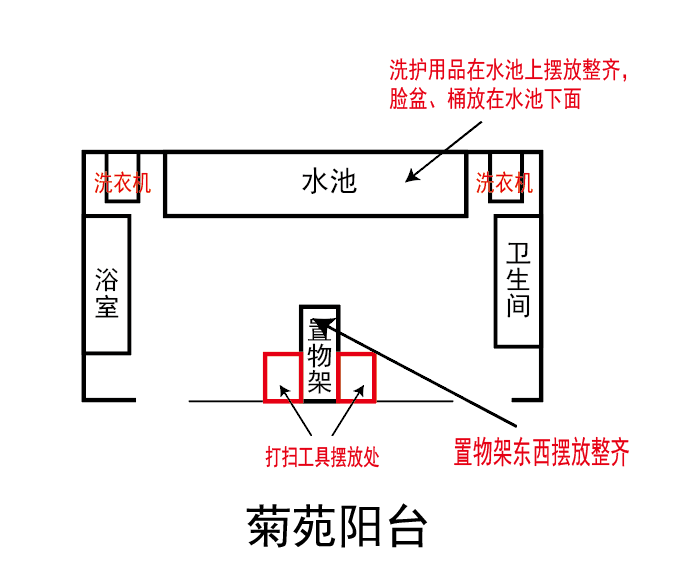 洗护用品在水池上摆放整齐,
脸盆、桶放在水池下面
洗衣机
水池
洗衣机
浴室
卫生间
置物架
打扫工具摆放处
置物架东西摆放整齐
菊苑阳台